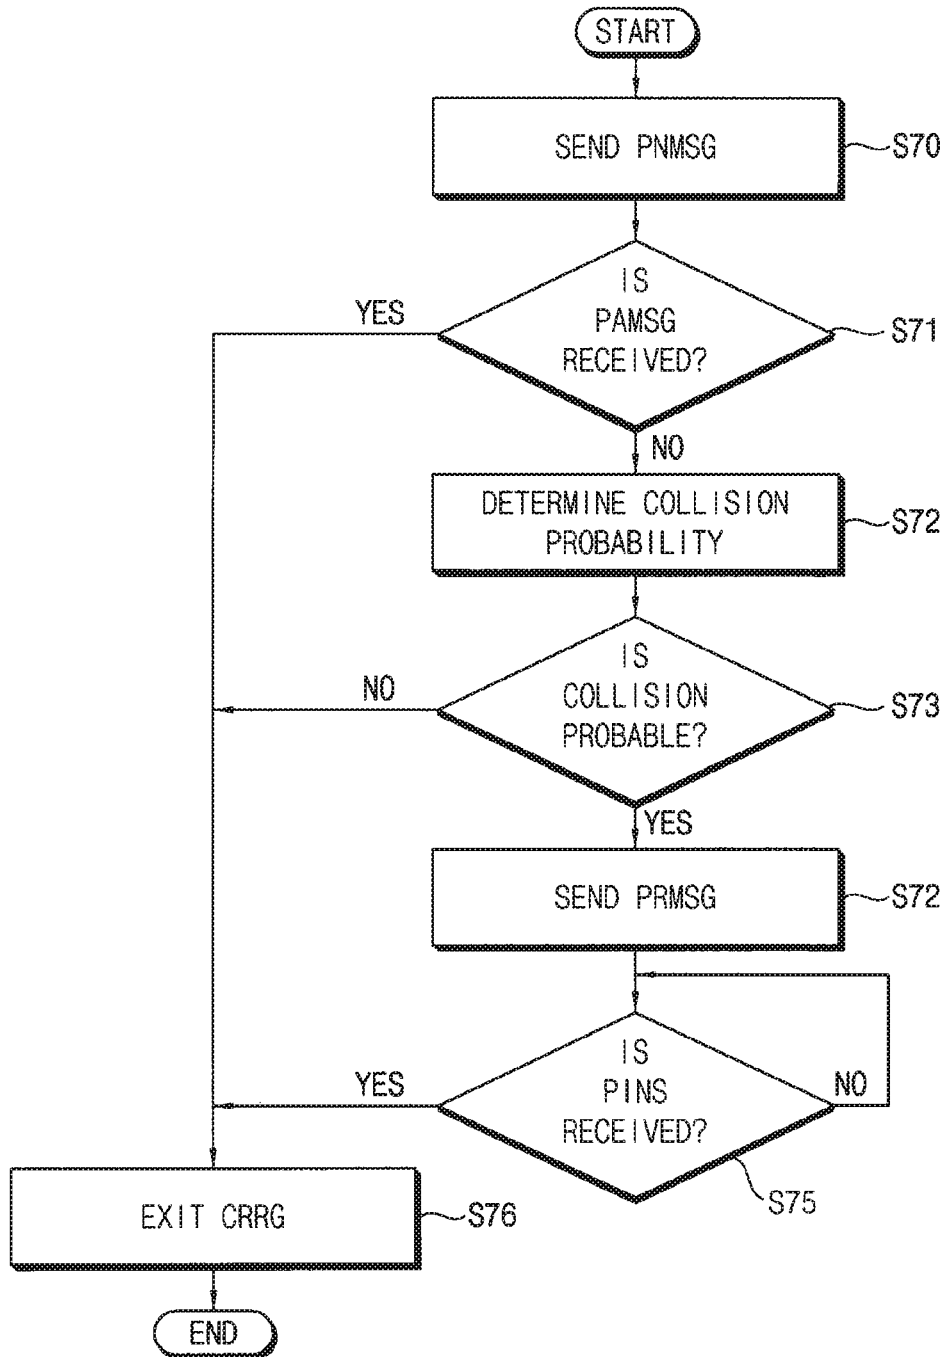 START
SEND PNMSG
S70
IS
PAMSG
RECEIVED?
S71
YES
NO
DETERMINE COLLISION
PROBABILITY
S72
IS
COLLISION
PROBABLE?
S73
NO
YES
SEND PRMSG
S72
IS
PINS
RECEIVED?
YES
NO
S75
EXIT CRRG
S76
END